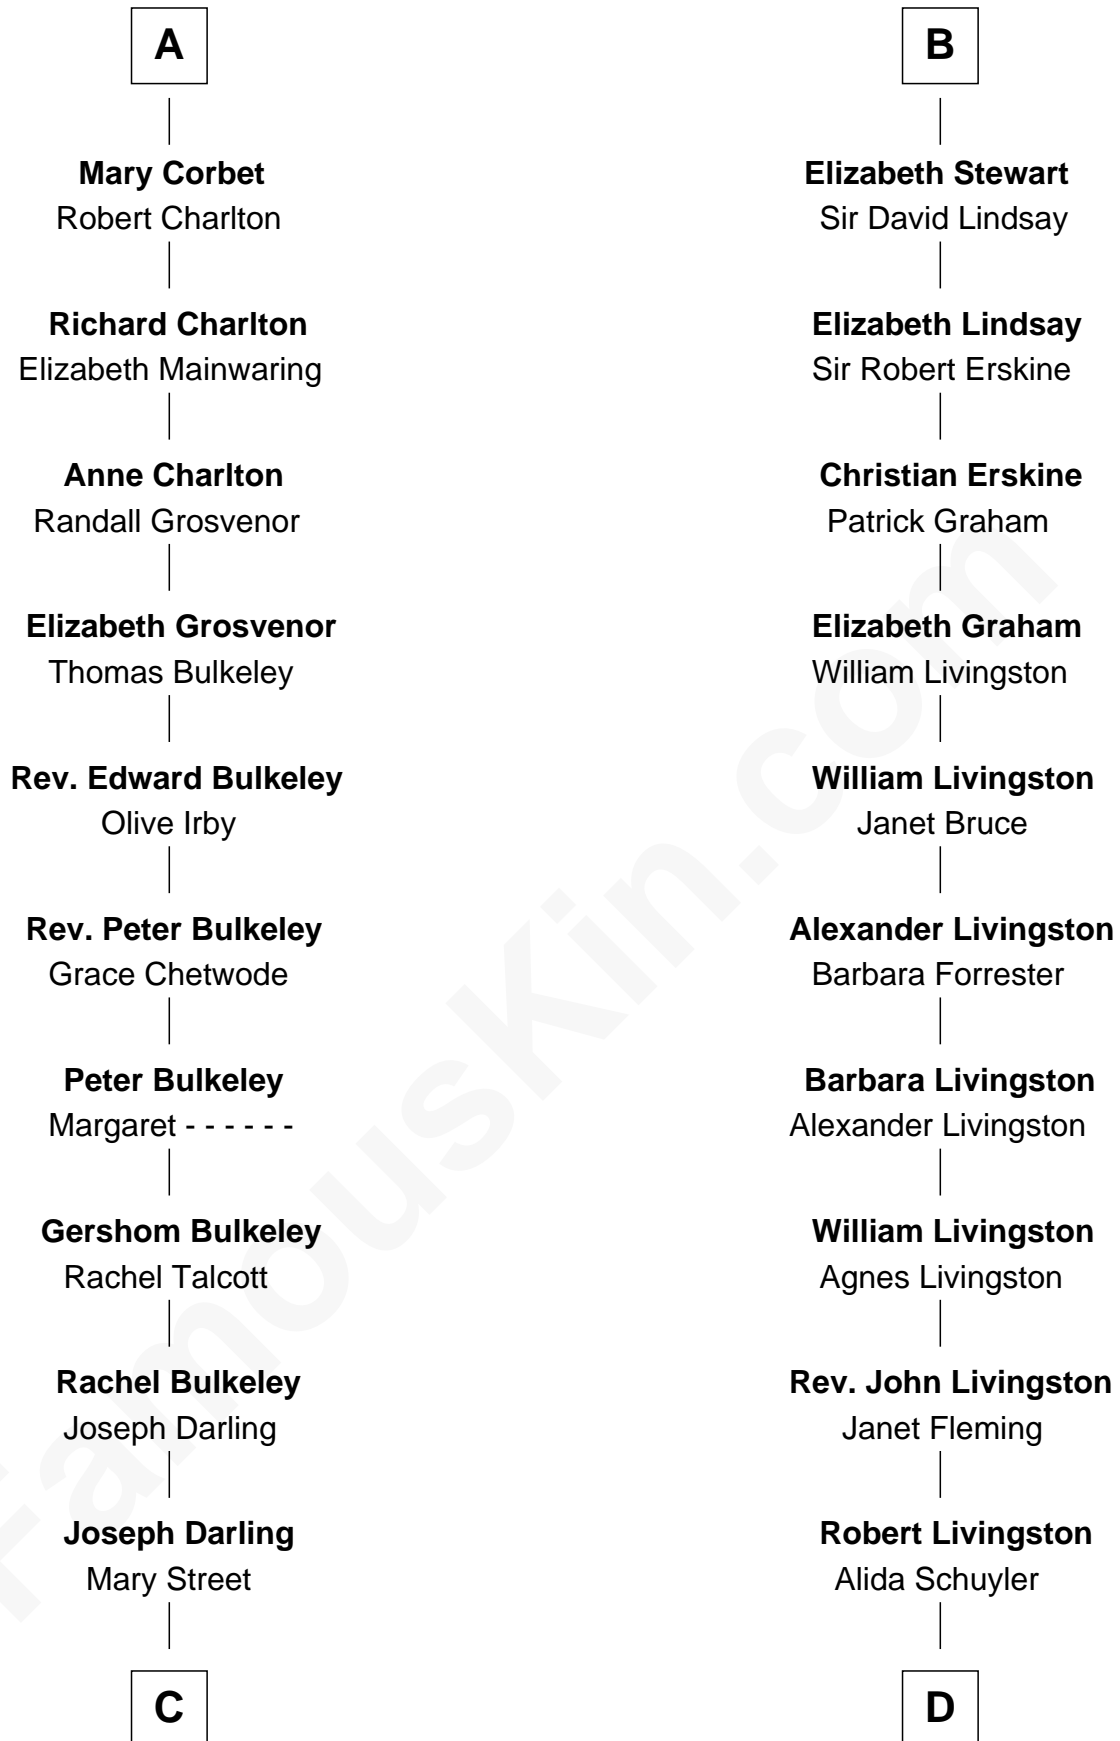 A
Mary Corbet
Robert Charlton
Richard Charlton
Elizabeth Mainwaring
Anne Charlton
Randall Grosvenor
Elizabeth Grosvenor
Thomas Bulkeley
Rev. Edward Bulkeley
Olive Irby
Rev. Peter Bulkeley
Grace Chetwode
Peter Bulkeley
Margaret - - - - - -
Gershom Bulkeley
Rachel Talcott
Rachel Bulkeley
Joseph Darling
Joseph Darling
Mary Street
C
B
Elizabeth Stewart
Sir David Lindsay
Elizabeth Lindsay
Sir Robert Erskine
Christian Erskine
Patrick Graham
Elizabeth Graham
William Livingston
William Livingston
Janet Bruce
Alexander Livingston
Barbara Forrester
Barbara Livingston
Alexander Livingston
William Livingston
Agnes Livingston
Rev. John Livingston
Janet Fleming
Robert Livingston
Alida Schuyler
D
FamousKin.com